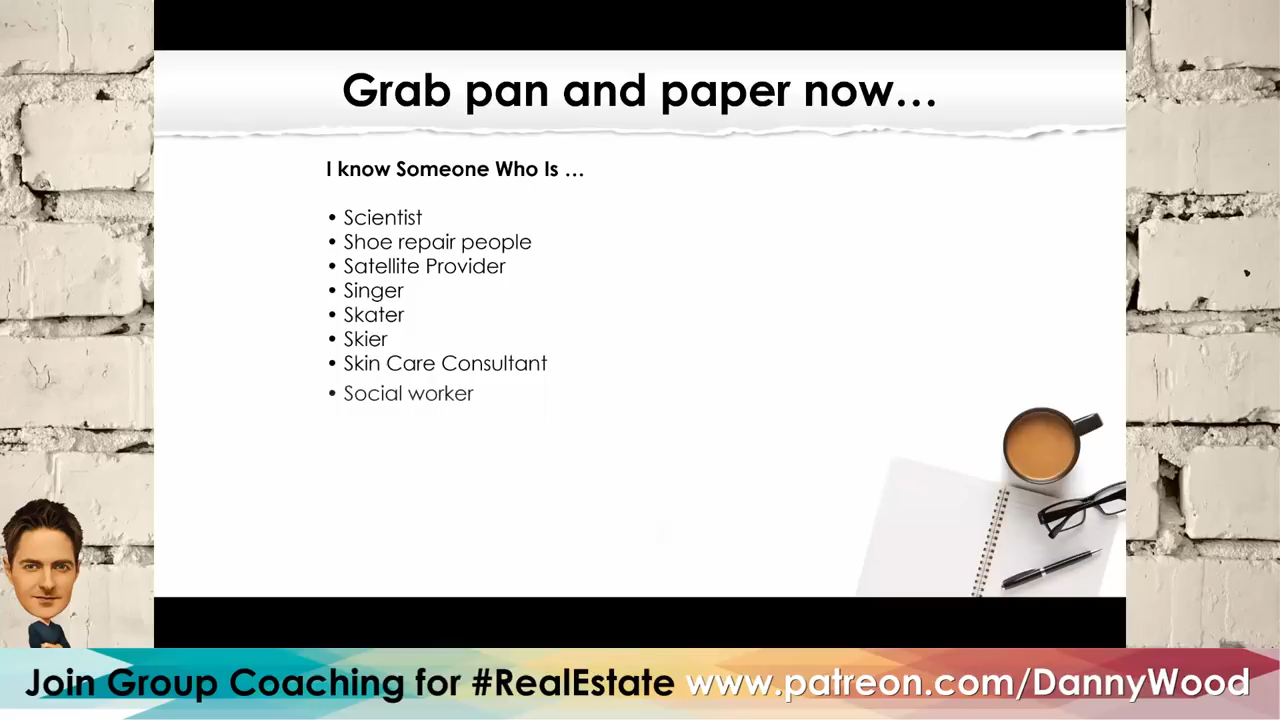 Grab pan and paper now...
I know Someone Who Is ...
• Scientist
• Shoe repair people
• Satellite Provider
• Singer
• Skater
• Skier
• Skin Care Consultant
• Social worker
Join Group Coaching for #RealEstate www.patreon.com/DannyWood